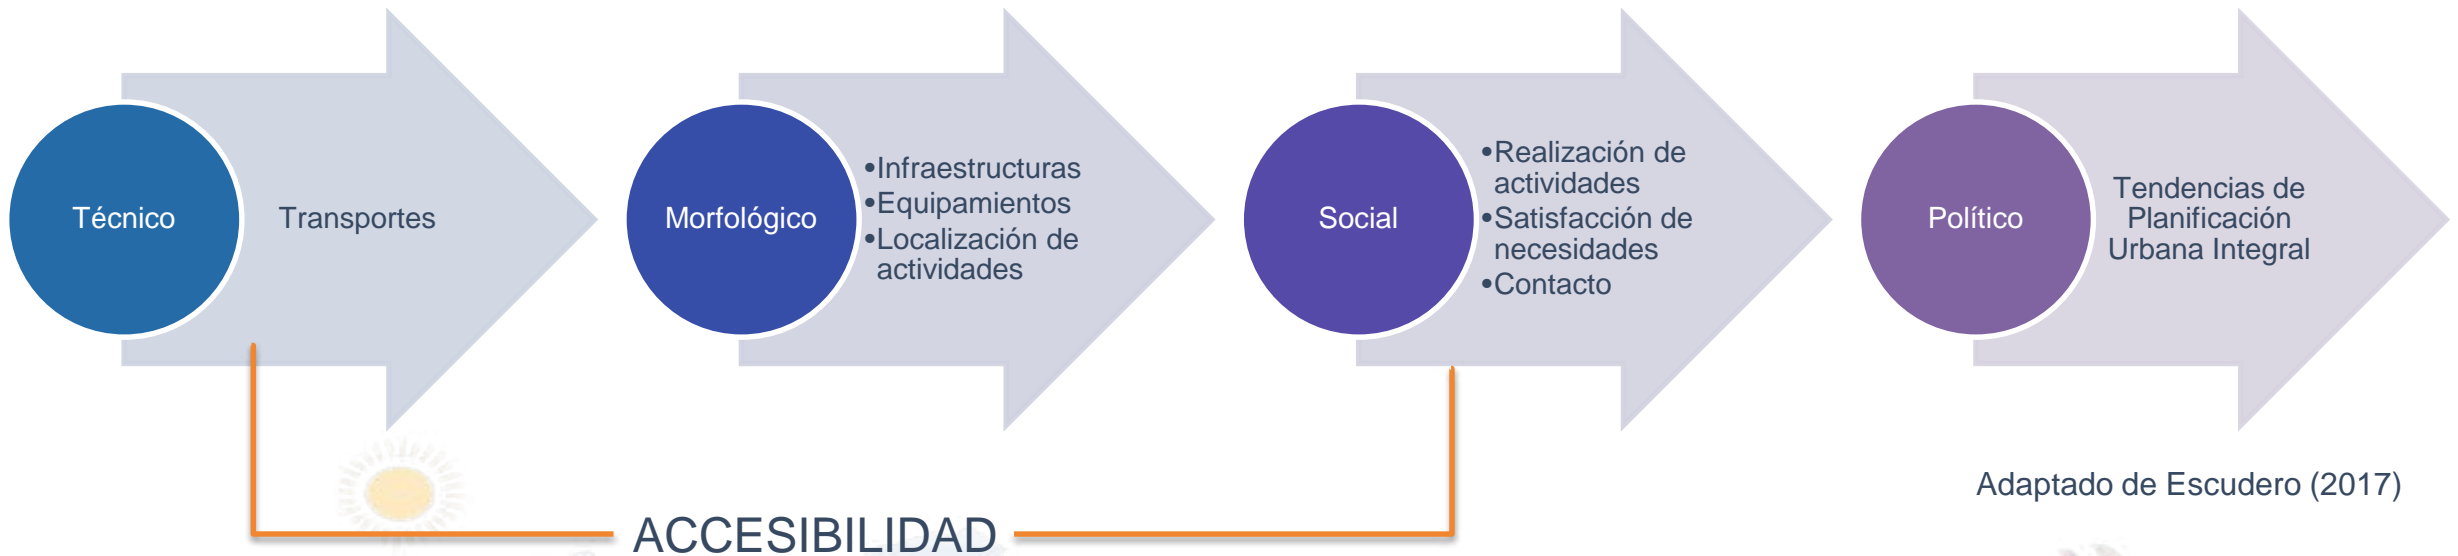 Técnico
Transportes
Morfológico
•Infraestructuras
•Equipamientos
•Localización de
actividades
Social
•Realización de
actividades
•Satisfacción de
necesidades
•Contacto
Político
Tendencias de
Planificación
Urbana Integral
Adaptado de Escudero (2017)
ACCESIBILIDAD